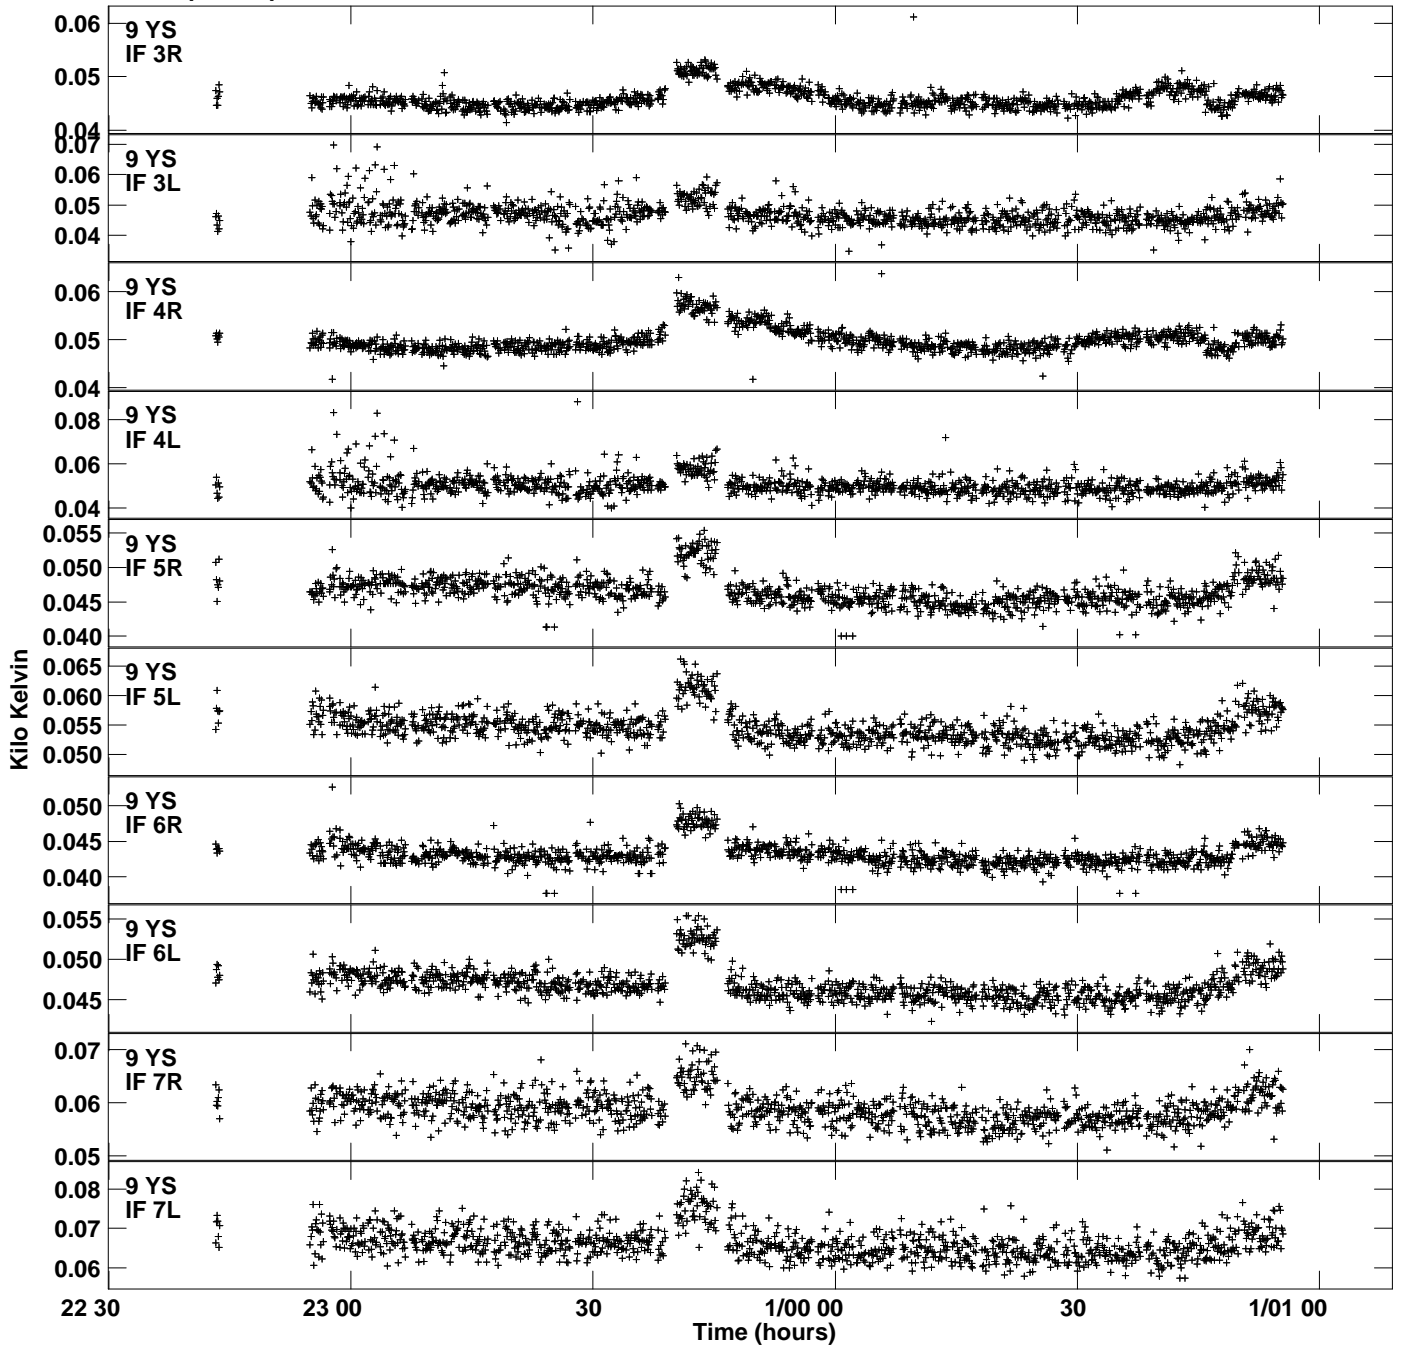 0.06
9 YS
IF 3R
0.05
0.04
0.07
9 YS
IF 3L
0.06
0.05
0.04
9 YS
IF 4R
0.06
0.05
0.04
9 YS
IF 4L
0.08
0.06
0.04
9 YS
IF 5R
0.055
0.050
0.045
0.040
9 YS
IF 5L
0.065
0.060
0.055
0.050
9 YS
IF 6R
0.050
0.045
0.040
9 YS
IF 6L
0.055
0.050
0.045
9 YS
IF 7R
0.07
0.06
0.05
9 YS
IF 7L
0.08
0.07
0.06
Kilo Kelvin
22 30 23 00 30 1/00 00 30 1/01 00
Time (hours)